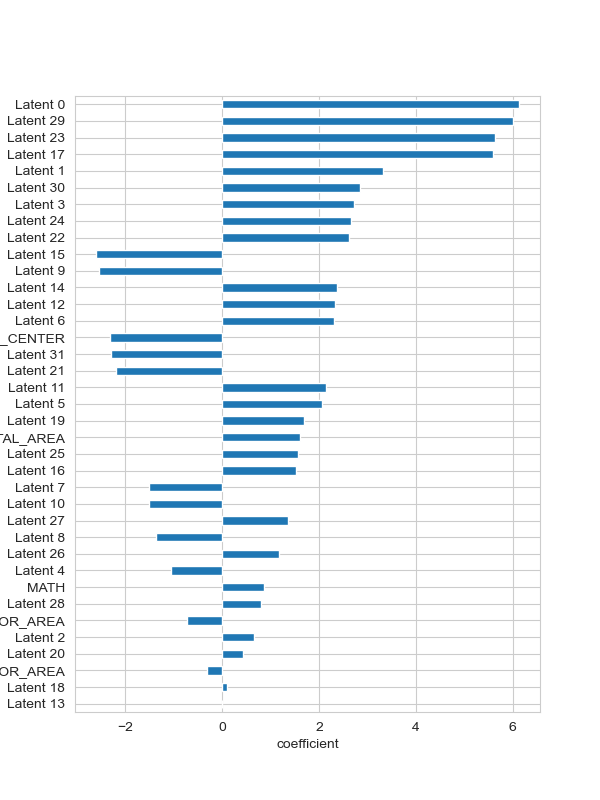 Latent 0
Latent 29
Latent 23
Latent 17
Latent 1
Latent 30
Latent 3
Latent 24
Latent 22
Latent 15
Latent 9
Latent 14
Latent 12
Latent 6
_CENTER
Latent 31
Latent 21
Latent 11
Latent 5
Latent 19
TAL_AREA
Latent 25
Latent 16
Latent 7
Latent 10
Latent 27
Latent 8
Latent 26
Latent 4
MATH
Latent 28
OR_AREA
Latent 2
Latent 20
OR_AREA
Latent 18
Latent 13
−2 0 2 4 6
coefficient